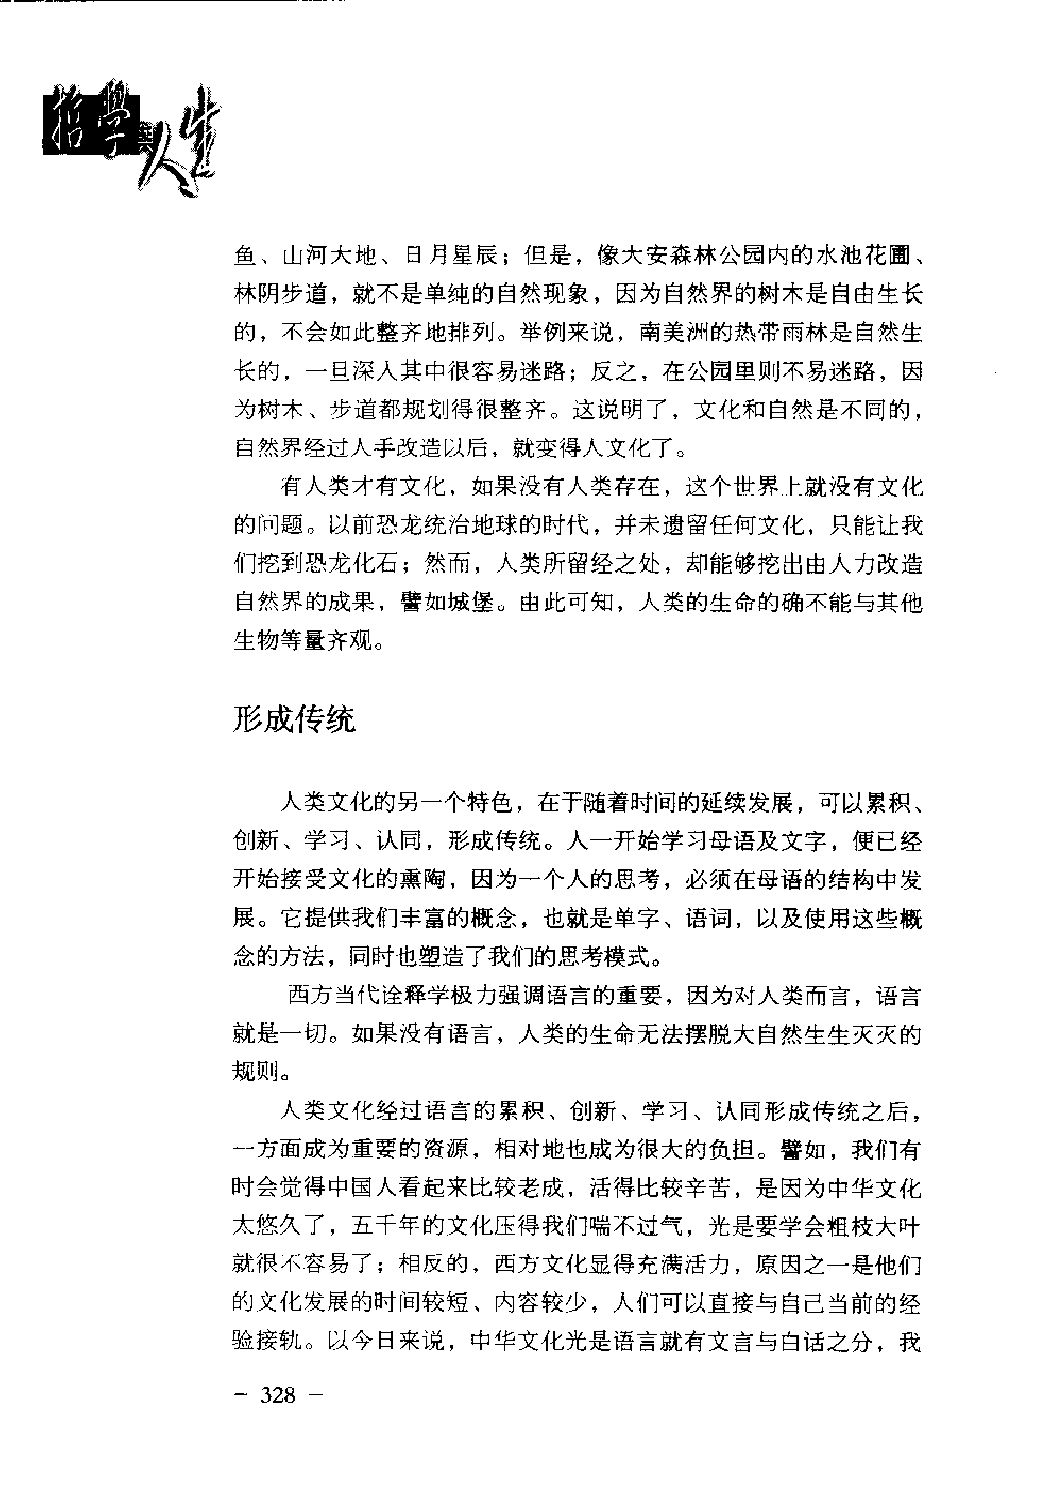 哲學與人生
鱼、山河大地、日月星辰；但是，像大安森林公园内的水池花圃、
林阴步道，就不是单纯的自然现象，因为自然界的树木是自由生长
的，不会如此整齐地排列。举例来说，南美洲的热带雨林是自然生
长的，一旦深入其中很容易迷路；反之，在公园里则不易迷路，因
为树木、步道都规划得很整齐。这说明了，文化和自然是不同的，
自然界经过人手改造以后，就变得人文化了。
有人类才有文化，如果没有人类存在，这个世界上就没有文化
的问题。以前恐龙统治地球的时代，并未遗留任何文化，只能让我
们挖到恐龙化石；然而，人类所留经之处，却能够挖出由人力改造
自然界的成果，譬如城堡。由此可知，人类的生命的确不能与其他
生物等量齐观。
形成传统
人类文化的另一个特色，在于随着时间的延续发展，可以累积、
创新、学习、认同，形成传统。人一开始学习母语及文字，便已经
开始接受文化的熏陶，因为一个人的思考，必须在母语的结构中发
展。它提供我们丰富的概念，也就是单字、语词，以及使用这些概
念的方法，同时也塑造了我们的思考模式。
西方当代诠释学极力强调语言的重要，因为对人类而言，语言
就是一切。如果没有语言，人类的生命无法摆脱大自然生生灭灭的
规则。
人类文化经过语言的累积、创新、学习、认同形成传统之后，
一方面成为重要的资源，相对地也成为很大的负担。譬如，我们有
时会觉得中国人看起来比较老成，活得比较辛苦，是因为中华文化
太悠久了，五千年的文化压得我们喘不过气，光是要学会粗枝大叶
就很不容易了；相反的，西方文化显得充满活力，原因之一是他们
的文化发展的时间较短、内容较少，人们可以直接与自己当前的经
验接轨。以今日来说，中华文化光是语言就有文言与白话之分，我
- 328 -